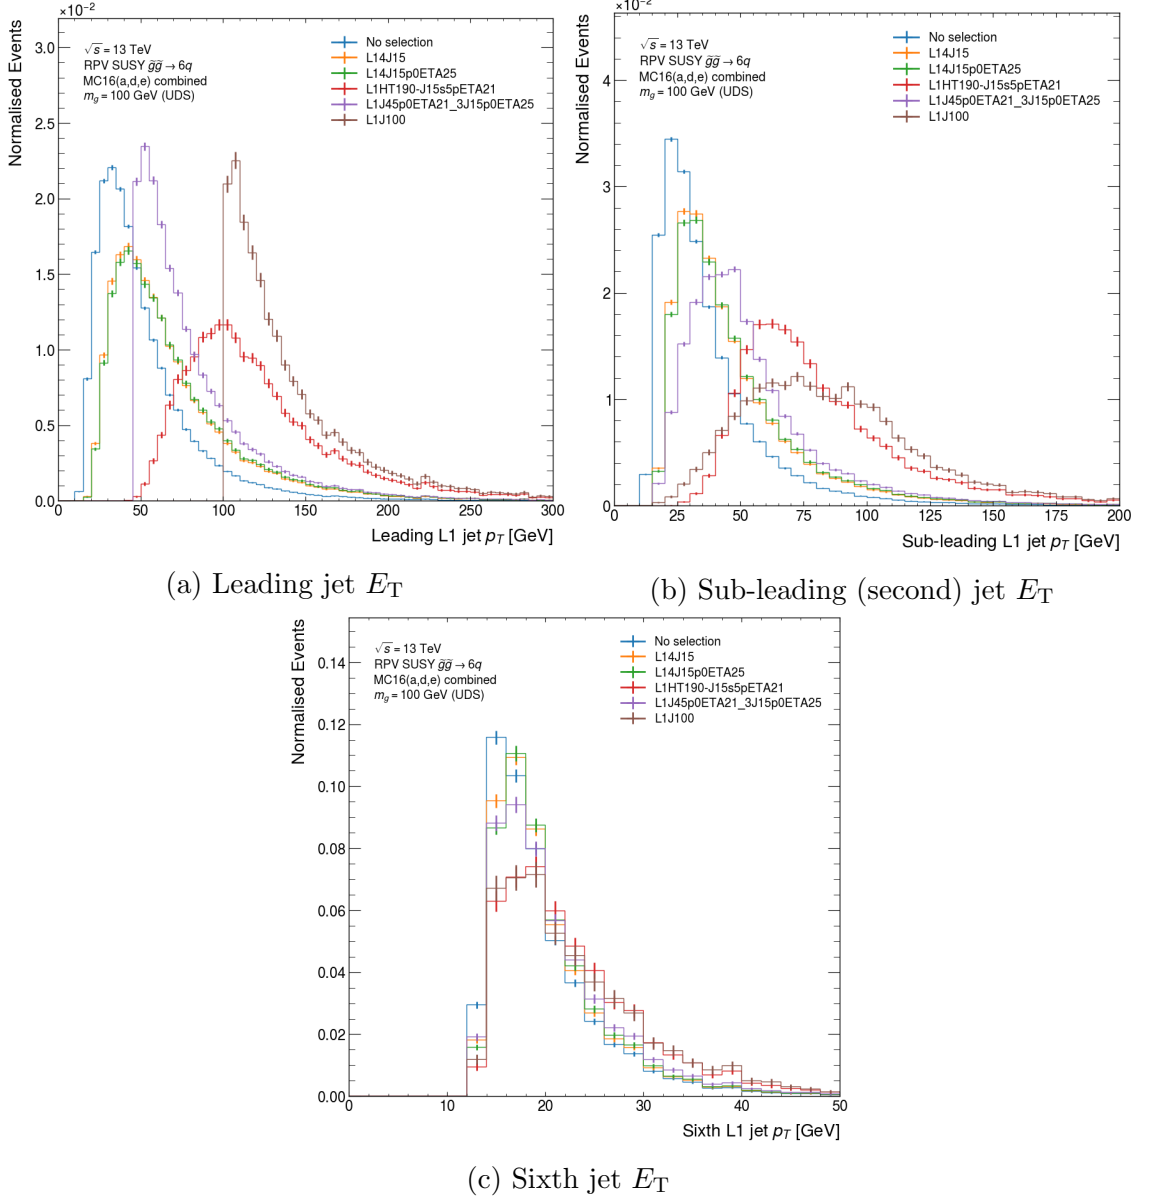 ×10⁻²
Normalised Events
√s = 13 TeV
RPV SUSY g̃g̃ → 6q
MC16(a,d,e) combined
m_g = 100 GeV (UDS)
No selection
L14J15
L14J15p0ETA25
L1HT190-J15s5pETA21
L1J45p0ETA21_3J15p0ETA25
L1J100
3.0
2.5
2.0
1.5
1.0
0.5
0.0
0 50 100 150 200 250 300
Leading L1 jet p_T [GeV]
(a) Leading jet E_T
×10⁻²
Normalised Events
√s = 13 TeV
RPV SUSY g̃g̃ → 6q
MC16(a,d,e) combined
m_g = 100 GeV (UDS)
No selection
L14J15
L14J15p0ETA25
L1HT190-J15s5pETA21
L1J45p0ETA21_3J15p0ETA25
L1J100
4
3
2
1
0
0 25 50 75 100 125 150 175 200
Sub-leading L1 jet p_T [GeV]
(b) Sub-leading (second) jet E_T
Normalised Events
√s = 13 TeV
RPV SUSY g̃g̃ → 6q
MC16(a,d,e) combined
m_g = 100 GeV (UDS)
No selection
L14J15
L14J15p0ETA25
L1HT190-J15s5pETA21
L1J45p0ETA21_3J15p0ETA25
L1J100
0.14
0.12
0.10
0.08
0.06
0.04
0.02
0.00
0 10 20 30 40 50
Sixth L1 jet p_T [GeV]
(c) Sixth jet E_T